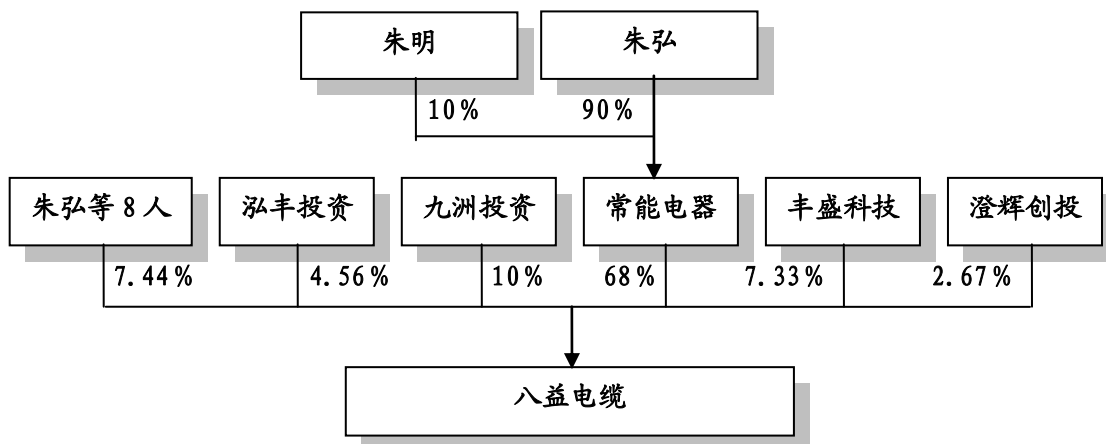 朱明 朱弘
10% 90%
朱弘等8人 泓丰投资 九洲投资 常能电器 丰盛科技 澄辉创投
7.44% 4.56% 10% 68% 7.33% 2.67%
八益电缆